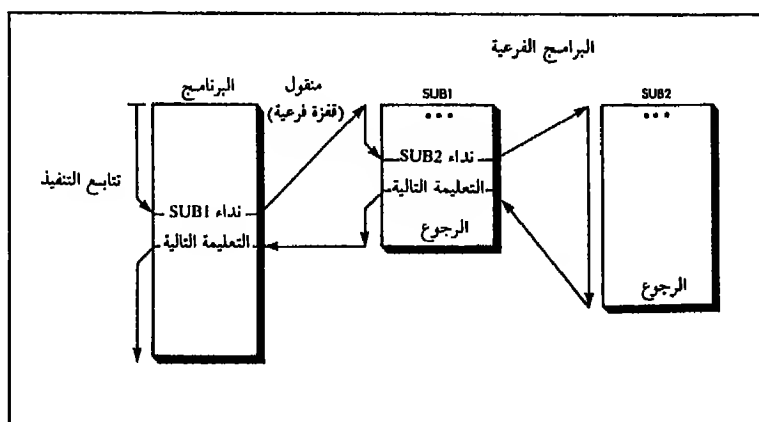 البرامج الفرعية
البرنامج
منقول
(قفزة فرعية)
SUB1
•••
SUB2
•••
تتابع التنفيذ
نداء SUB1
التعليمة التالية
نداء SUB2
التعليمة التالية
الرجوع
الرجوع